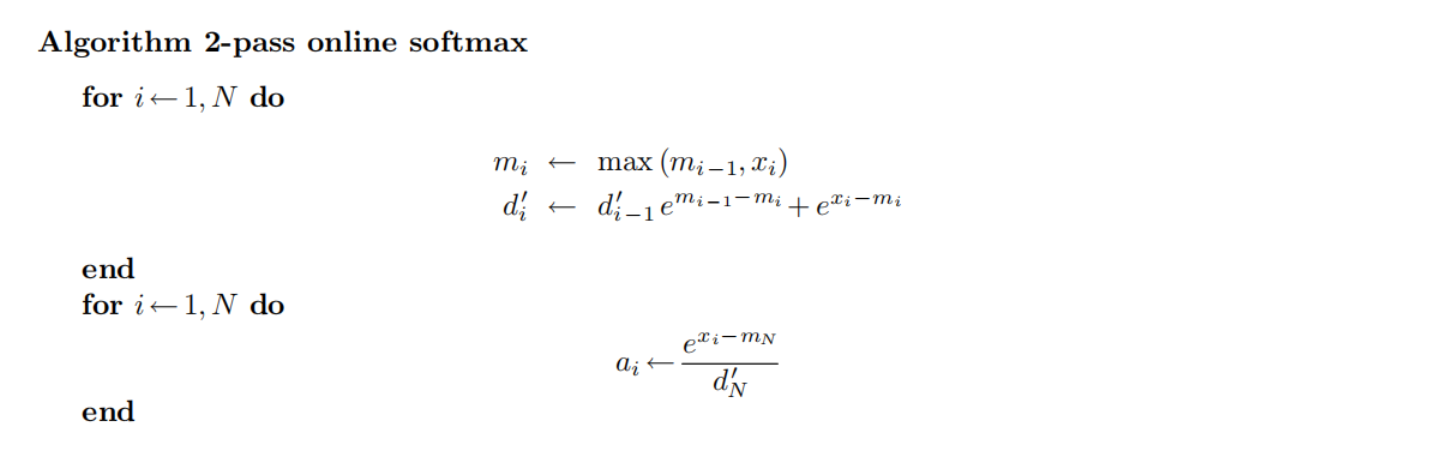 Algorithm 2-pass online softmax
for i ← 1, N do
m_i ← max (m_{i−1}, x_i)
d′_i ← d′_{i−1} e^{m_{i−1}−m_i} + e^{x_i−m_i}
end
for i ← 1, N do
a_i ← \frac{e^{x_i−m_N}}{d′_N}
end